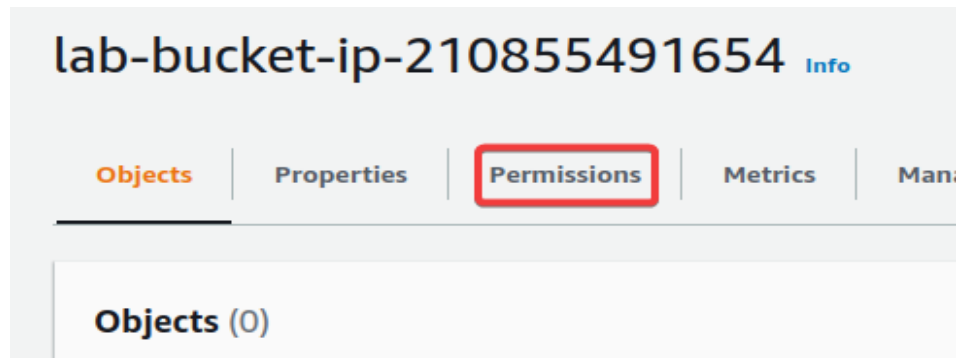 lab-bucket-ip-210855491654 Info
Objects Properties Permissions Metrics
Objects (0)